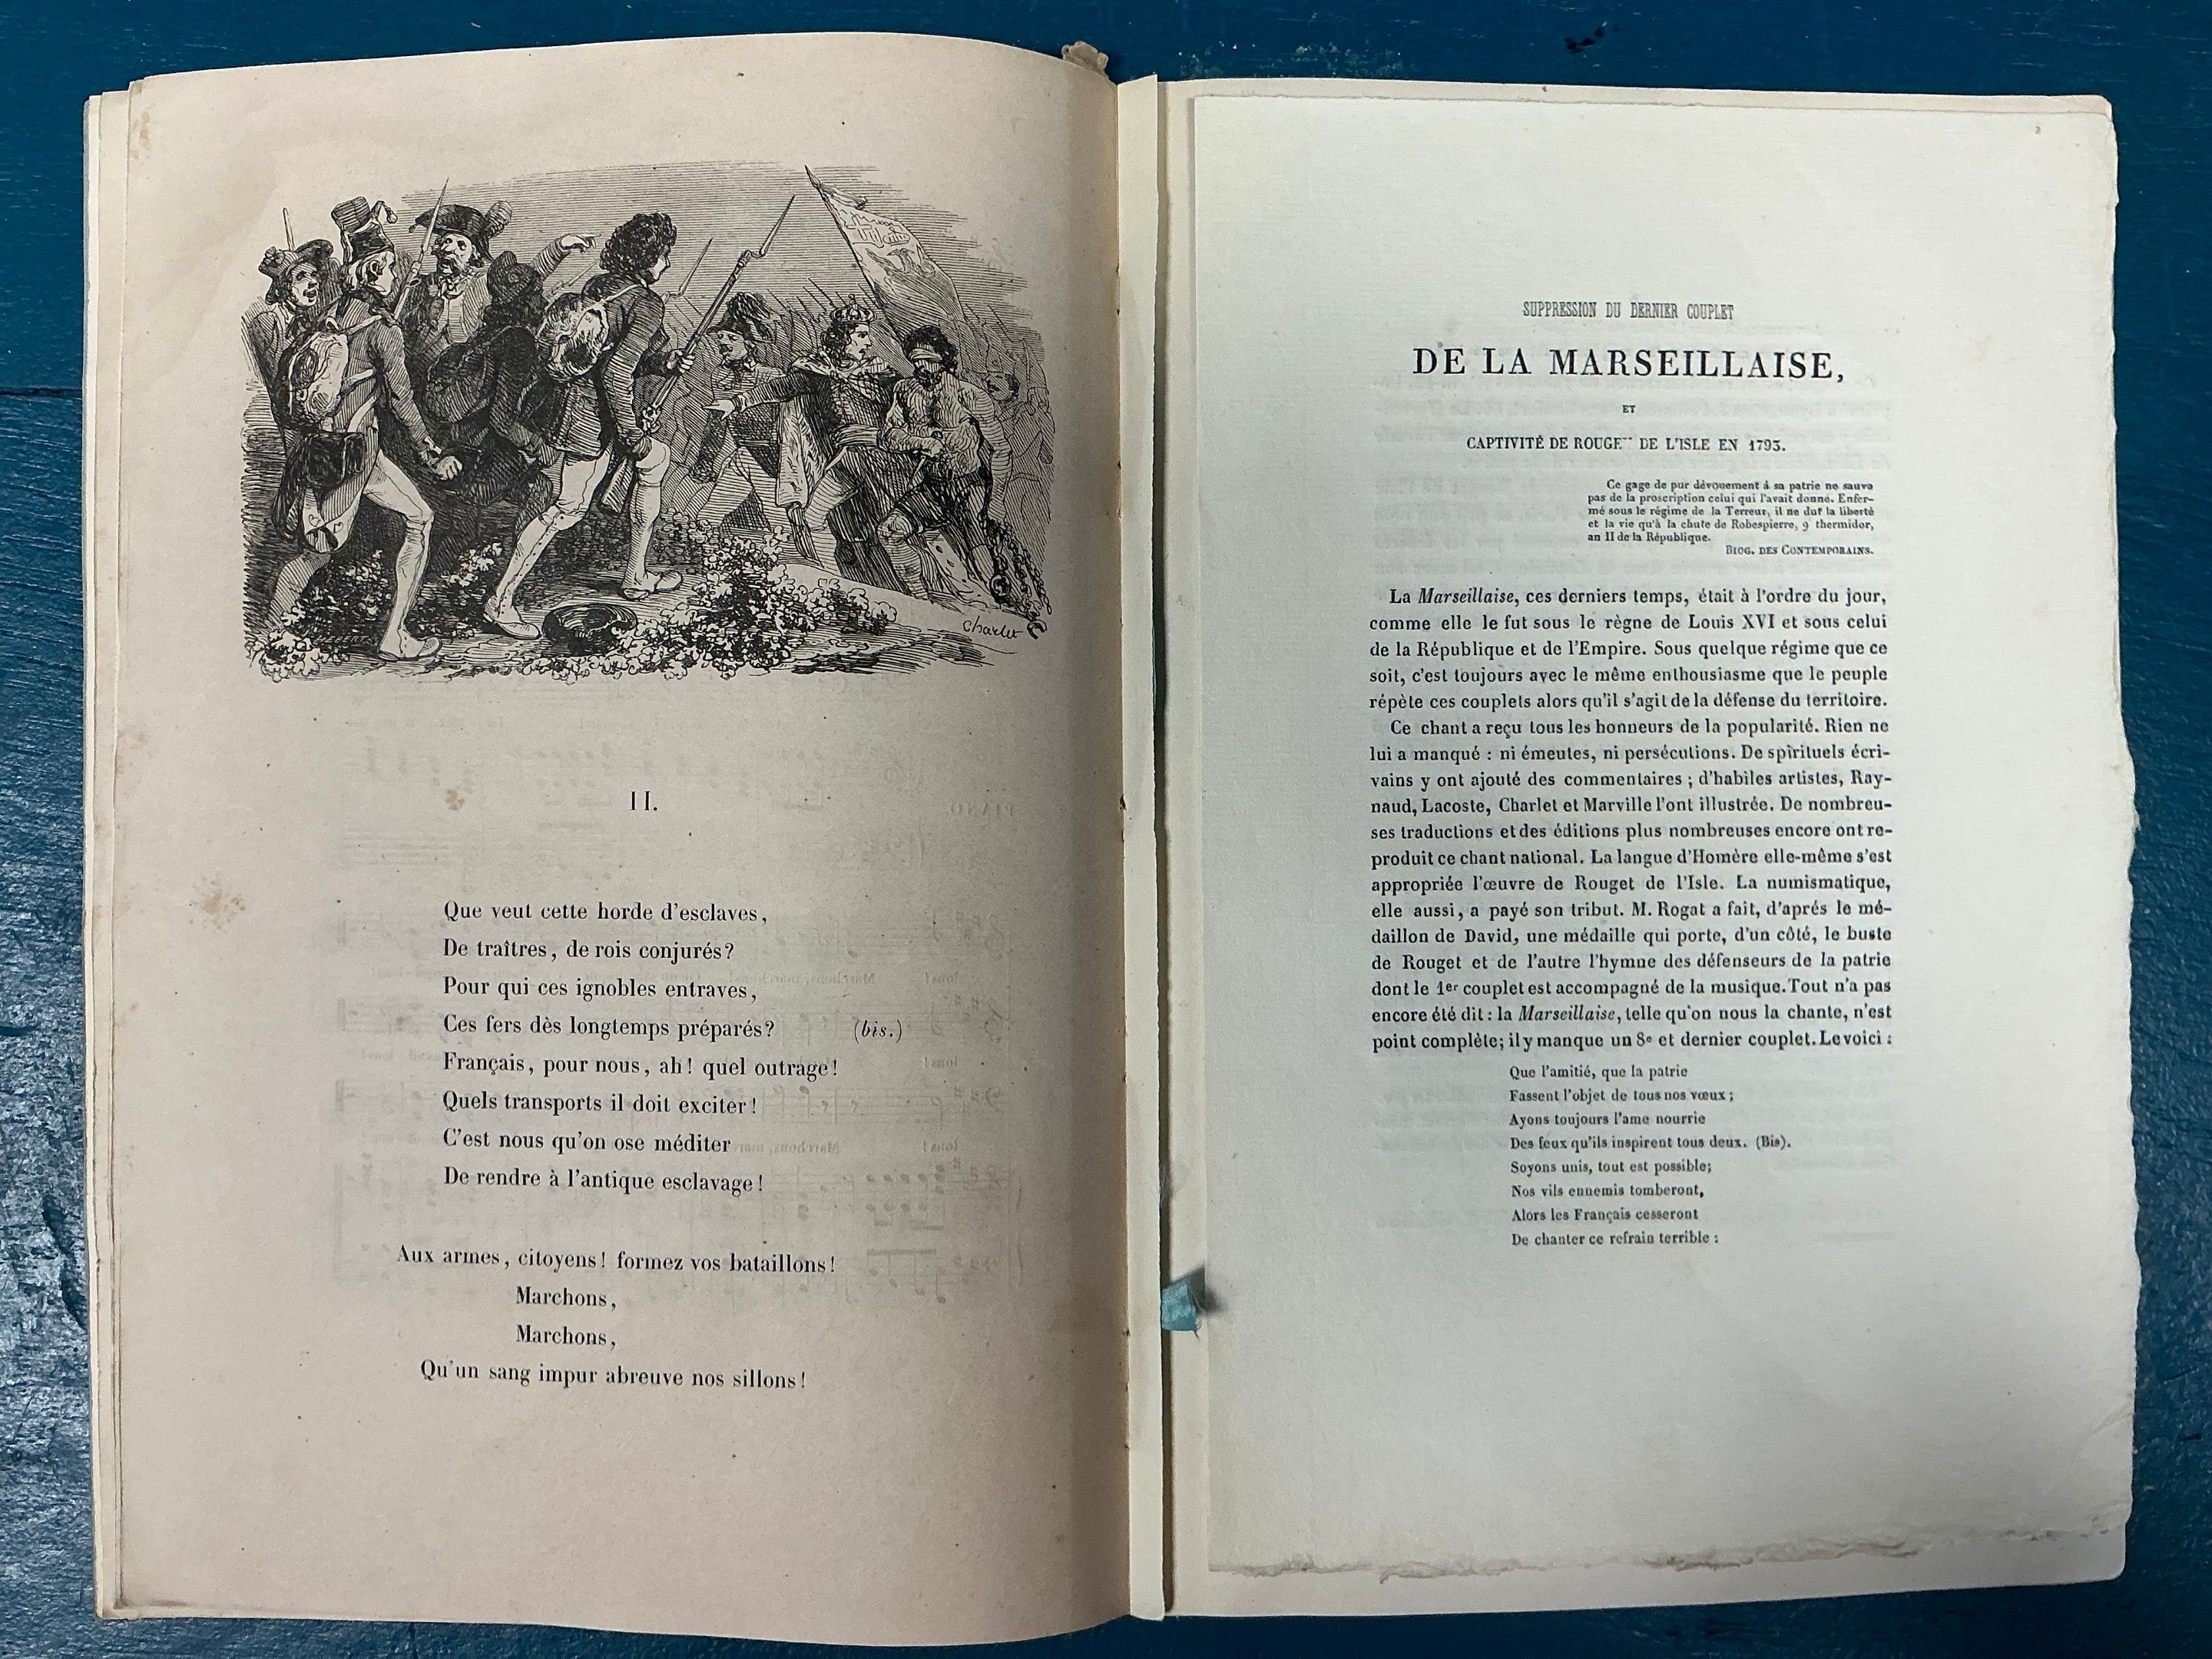 Charlet
II.
Que veut cette horde d'esclaves,
De traîtres, de rois conjurés?
Pour qui ces ignobles entraves,
Ces fers dès longtemps préparés? (bis.)
Français, pour nous, ah! quel outrage!
Quels transports il doit exciter!
C'est nous qu'on ose méditer
De rendre à l'antique esclavage!
Aux armes, citoyens! formez vos bataillons!
Marchons,
Marchons,
Qu'un sang impur abreuve nos sillons!
SUPPRESSION DU DERNIER COUPLET
DE LA MARSEILLAISE,
ET
CAPTIVITÉ DE ROUGE DE L'ISLE EN 1793.
Ce gage de pur dévouement à sa patrie ne sauva
pas de la proscription celui qui l'avait donné. Enfer-
mé sous le régime de la Terreur, il ne dut la liberté
et la vie qu'à la chute de Robespierre, 9 thermidor,
an II de la République.
BIOG. DES CONTEMPORAINS.
La Marseillaise, ces derniers temps, était à l'ordre du jour,
comme elle le fut sous le règne de Louis XVI et sous celui
de la République et de l'Empire. Sous quelque régime que ce
soit, c'est toujours avec le même enthousiasme que le peuple
répète ces couplets alors qu'il s'agit de la défense du territoire.
Ce chant a reçu tous les honneurs de la popularité. Rien ne
lui a manqué : ni émeutes, ni persécutions. De spirituels écri-
vains y ont ajouté des commentaires ; d'habiles artistes, Ray-
naud, Lacoste, Charlet et Marville l'ont illustrée. De nombreu-
ses traductions et des éditions plus nombreuses encore ont re-
produit ce chant national. La langue d'Homère elle-même s'est
appropriée l'œuvre de Rouget de l'Isle. La numismatique,
elle aussi, a payé son tribut. M. Rogat a fait, d'aprés le mé-
daillon de David, une médaille qui porte, d'un côté, le buste
de Rouget et de l'autre l'hymne des défenseurs de la patrie
dont le 1er couplet est accompagné de la musique. Tout n'a pas
encore été dit : la Marseillaise, telle qu'on nous la chante, n'est
point complète; il y manque un 8e et dernier couplet. Le voici :
Que l'amitié, que la patrie
Fassent l'objet de tous nos vœux ;
Ayons toujours l'ame nourrie
Des feux qu'ils inspirent tous deux. (Bis).
Soyons unis, tout est possible;
Nos vils ennemis tomberont,
Alors les Français cesseront
De chanter ce refrain terrible :